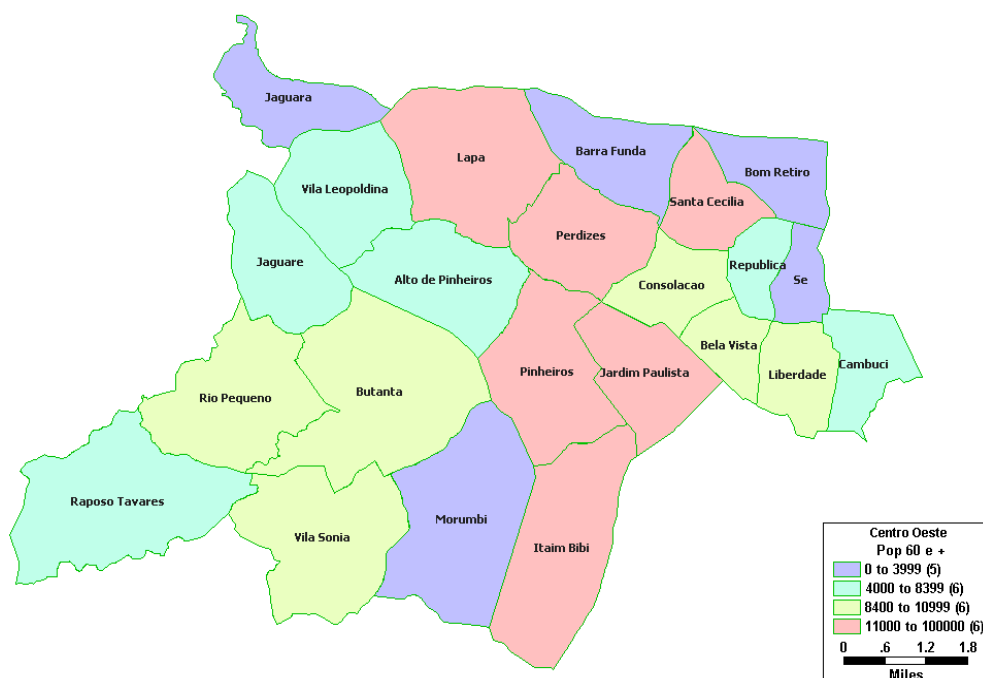 Jaguara
Lapa
Barra Funda
Bom Retiro
Vila Leopoldina
Santa Cecilia
Perdizes
Jaguare
Alto de Pinheiros
Republica
Se
Consolacao
Bela Vista
Liberdade
Cambuci
Pinheiros
Jardim Paulista
Rio Pequeno
Butanta
Raposo Tavares
Vila Sonia
Morumbi
Itaim Bibi
Centro Oeste
Pop 60 e +
0 to 3999 (5)
4000 to 8399 (6)
8400 to 10999 (6)
11000 to 100000 (6)
0 .6 1.2 1.8
Miles